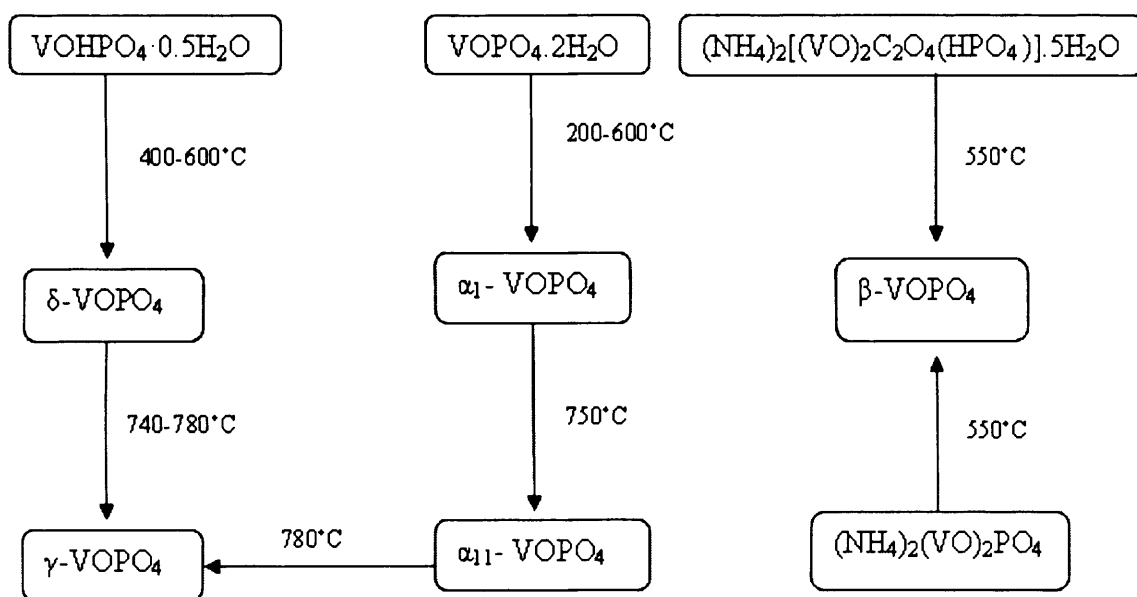 VOHPO₄·0.5H₂O
VOPO₄.2H₂O
(NH₄)₂[(VO)₂C₂O₄(HPO₄)].5H₂O
400-600°C
200-600°C
550°C
δ-VOPO₄
α₁- VOPO₄
β-VOPO₄
740-780°C
750°C
550°C
γ-VOPO₄
780°C
α₁₁- VOPO₄
(NH₄)₂(VO)₂PO₄